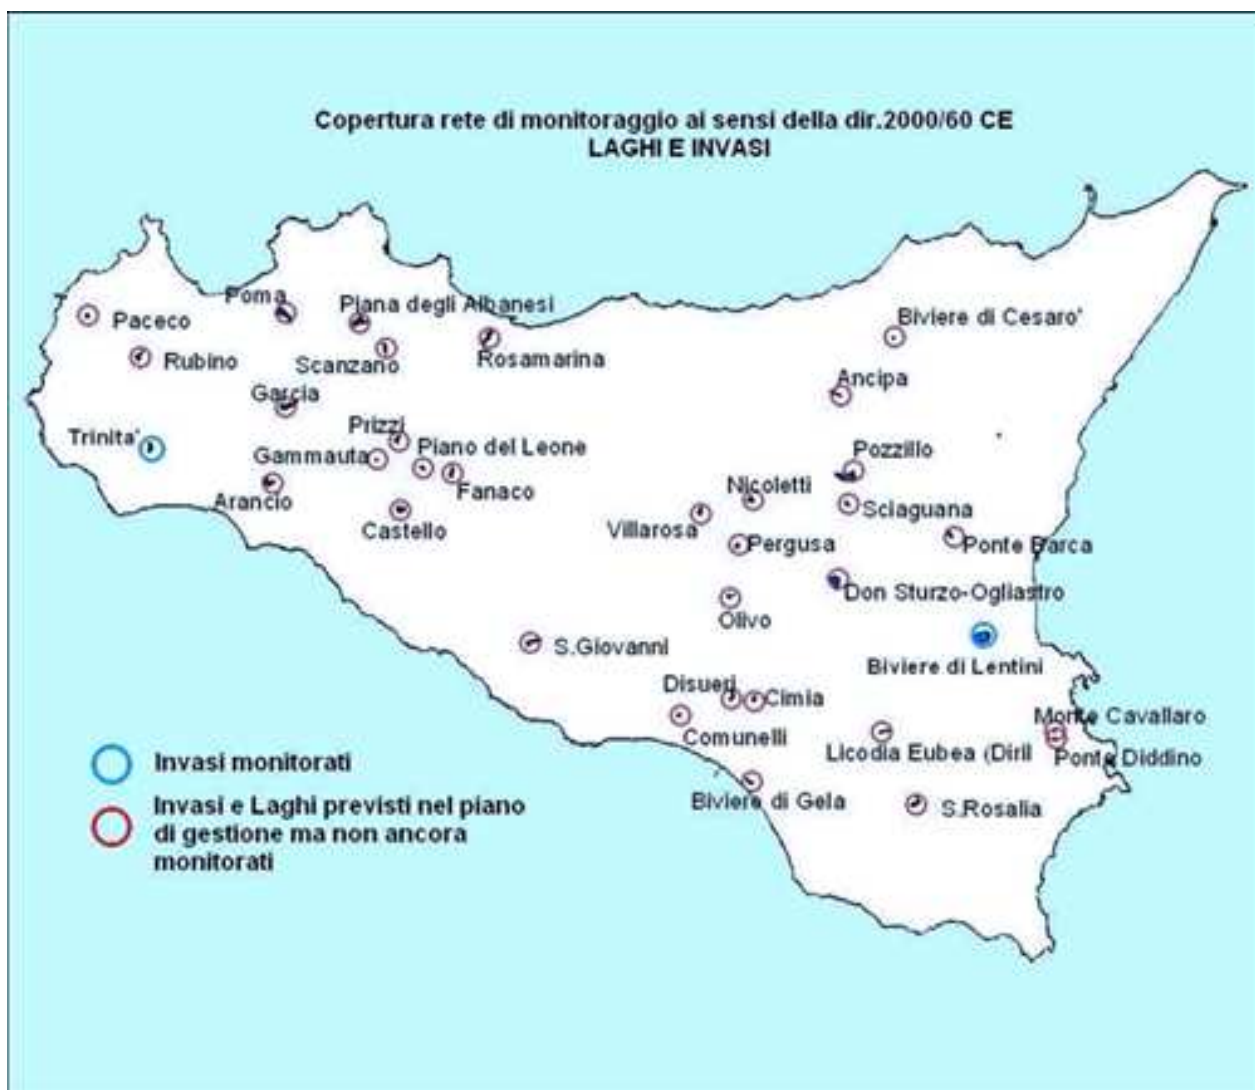 Copertura rete di monitoraggio ai sensi della dir.2000/60 CE
LAGHI E INVASI
Poma
Piana degli Albanesi
Paceco
Biviere di Cesaro'
Rubino
Scanzano
Rosamarina
Ancipa
Garcia
Prizzi
Trinita'
Gammauta
Piano del Leone
Pozzillo
Arancio
Fanaco
Nicoletti
Castello
Villarosa
Sciaguana
Pergusa
Ponte Barca
Don Sturzo-Ogliastro
Olivo
S.Giovanni
Biviere di Lentini
Disueri
Cimia
Monte Cavallaro
Comunelli
Licodia Eubea (Diril
Ponte Diddino
Biviere di Gela
S.Rosalia
Invasi monitorati
Invasi e Laghi previsti nel piano
di gestione ma non ancora
monitorati